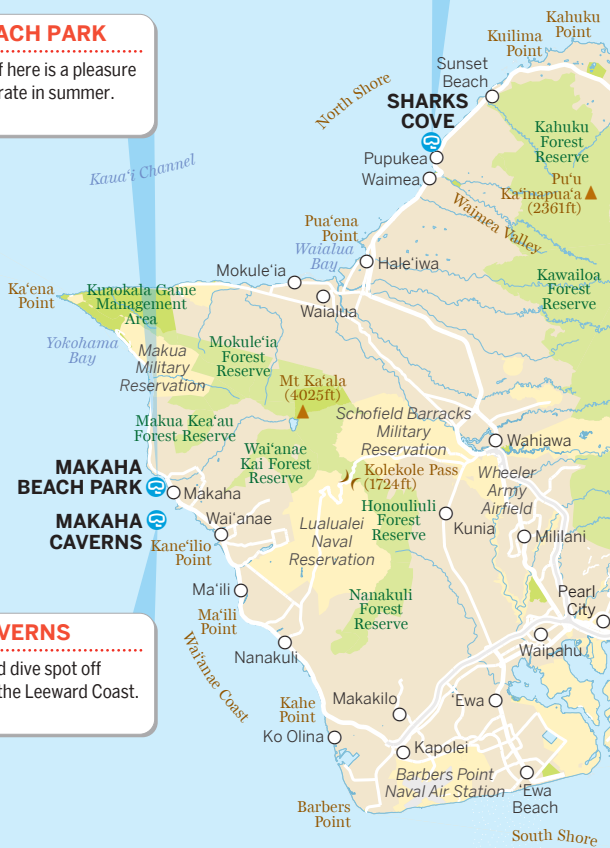 ACH PARK
f here is a pleasure
rate in summer.
Kahuku
Point
Kuilima
Point
Sunset
Beach
North Shore
SHARKS
COVE
Kahuku
Forest
Reserve
Pupukea
Waimea
Pu‘u
Ka‘inapua‘a
(2361ft)
Kaua‘i Channel
Waimea Valley
Pua‘ena
Point
Waialua
Bay
Hale‘iwa
Mokule‘ia
Kawailoa
Forest
Reserve
Ka‘ena
Point
Kuaokala Game
Management
Area
Waialua
Yokohama
Bay
Makua
Military
Reservation
Mokule‘ia
Forest
Reserve
Mt Ka‘ala
(4025ft)
Makua Kea‘au
Forest Reserve
Schofield Barracks
Military
Reservation
Wahiawa
Wai‘anae
Kai Forest
Reserve
Kolekole Pass
(1724ft)
Wheeler
Army
Airfield
MAKAHA
BEACH PARK
Makaha
MAKAHA
CAVERNS
Wai‘anae
Kane‘ilio
Point
Lualualei
Naval
Reservation
Honouliuli
Forest
Reserve
Kunia
Mililani
Ma‘ili
Ma‘ili
Point
Nanakuli
Forest
Reserve
Pearl
City
VERNS
d dive spot off
the Leeward Coast.
Nanakuli
Wai‘anae Coast
Waipahu
Kahe
Point
Makakilo
‘Ewa
Ko Olina
Kapolei
Barbers Point
Naval Air Station
‘Ewa
Beach
Barbers
Point
South Shore